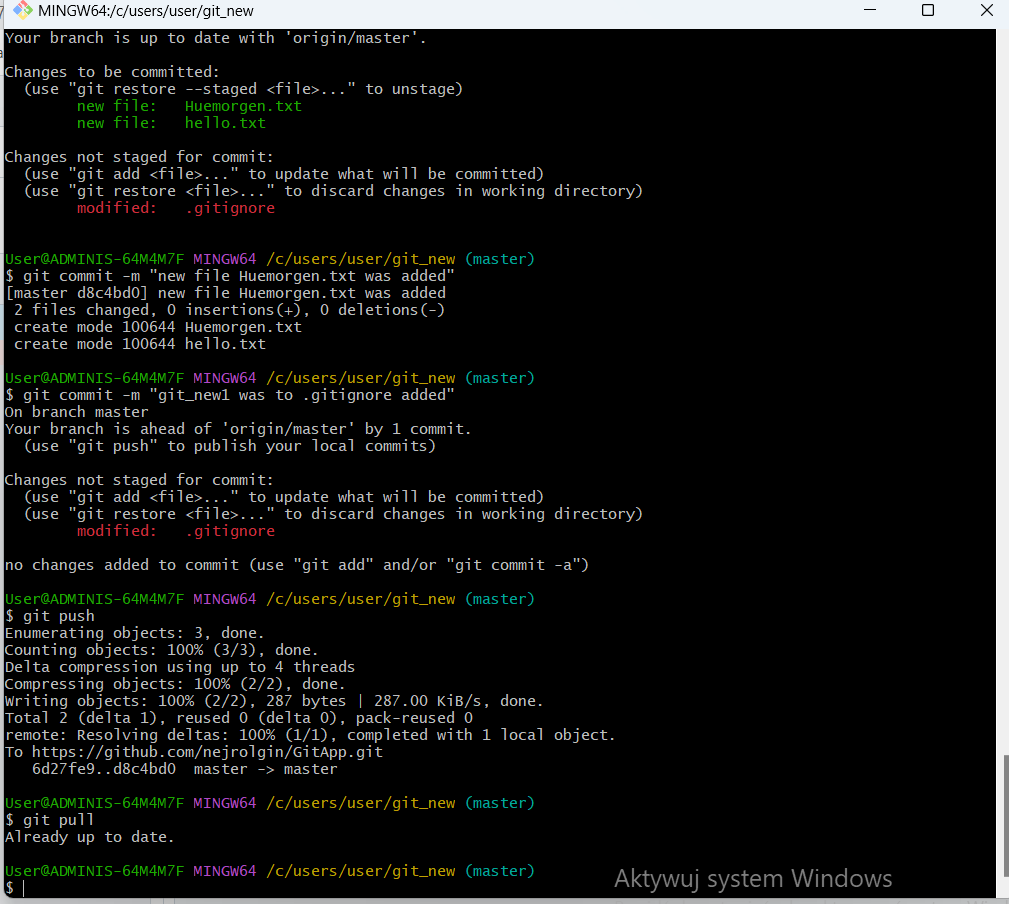 MINGW64:/c/users/user/git_new
Your branch is up to date with 'origin/master'.
Changes to be committed:
  (use "git restore --staged <file>..." to unstage)
        new file:   Huemorgen.txt
        new file:   hello.txt
Changes not staged for commit:
  (use "git add <file>..." to update what will be committed)
  (use "git restore <file>..." to discard changes in working directory)
        modified:   .gitignore
User@ADMINIS-64M4M7F MINGW64 /c/users/user/git_new (master)
$ git commit -m "new file Huemorgen.txt was added"
[master d8c4bd0] new file Huemorgen.txt was added
 2 files changed, 0 insertions(+), 0 deletions(-)
 create mode 100644 Huemorgen.txt
 create mode 100644 hello.txt
User@ADMINIS-64M4M7F MINGW64 /c/users/user/git_new (master)
$ git commit -m "git_new1 was to .gitignore added"
On branch master
Your branch is ahead of 'origin/master' by 1 commit.
  (use "git push" to publish your local commits)
Changes not staged for commit:
  (use "git add <file>..." to update what will be committed)
  (use "git restore <file>..." to discard changes in working directory)
        modified:   .gitignore
no changes added to commit (use "git add" and/or "git commit -a")
User@ADMINIS-64M4M7F MINGW64 /c/users/user/git_new (master)
$ git push
Enumerating objects: 3, done.
Counting objects: 100% (3/3), done.
Delta compression using up to 4 threads
Compressing objects: 100% (2/2), done.
Writing objects: 100% (2/2), 287 bytes | 287.00 KiB/s, done.
Total 2 (delta 1), reused 0 (delta 0), pack-reused 0
remote: Resolving deltas: 100% (1/1), completed with 1 local object.
To https://github.com/nejrolgin/GitApp.git
   6d27fe9..d8c4bd0  master -> master
User@ADMINIS-64M4M7F MINGW64 /c/users/user/git_new (master)
$ git pull
Already up to date.
User@ADMINIS-64M4M7F MINGW64 /c/users/user/git_new (master)
$
Aktywuj system Windows